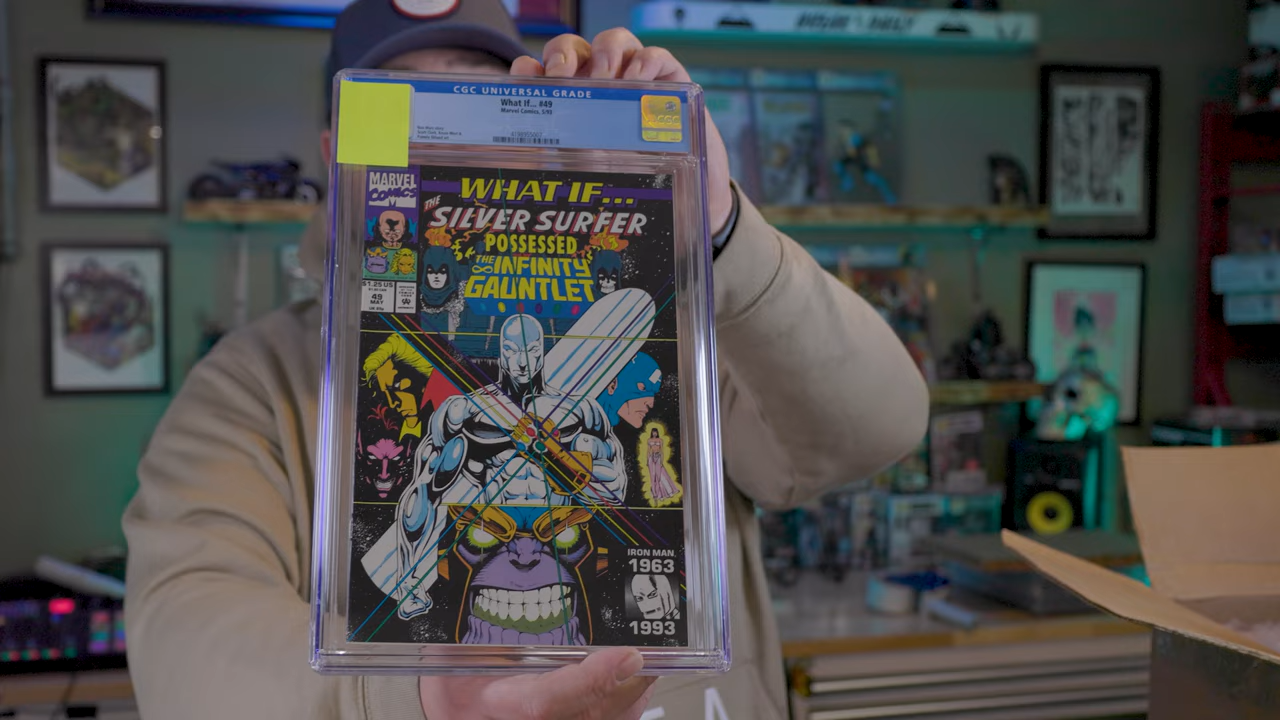 CGC UNIVERSAL GRADE
What If... #49
Marvel Comics, 5/93
CGC
MARVEL
COMICS
WHAT IF...
THE
SILVER SURFER
POSSESSED
THE INFINITY
GAUNTLET
$1.25 US
49
MAY
IRON MAN
1963
1993